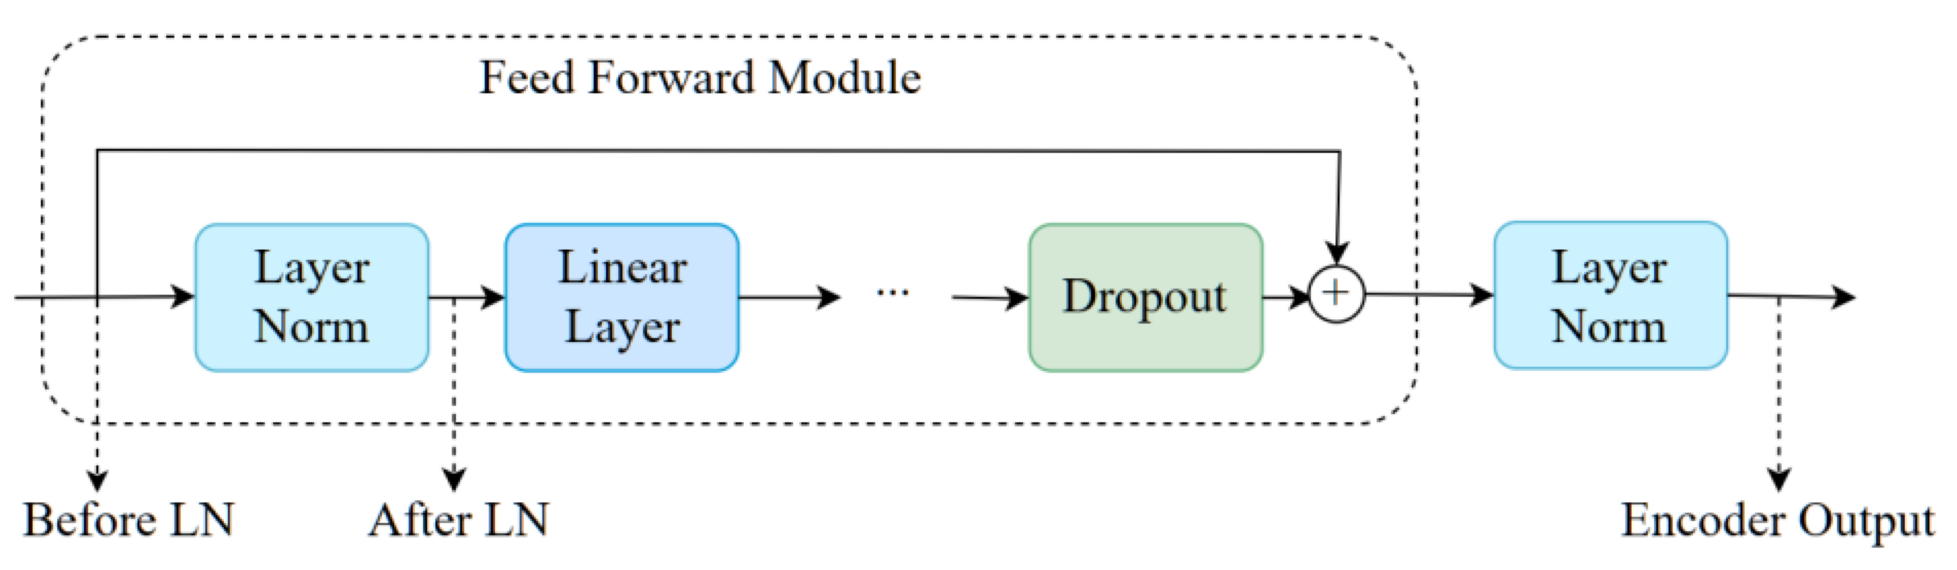 Feed Forward Module
Layer
Norm
Linear
Layer
...
Dropout
+
Layer
Norm
Before LN
After LN
Encoder Output